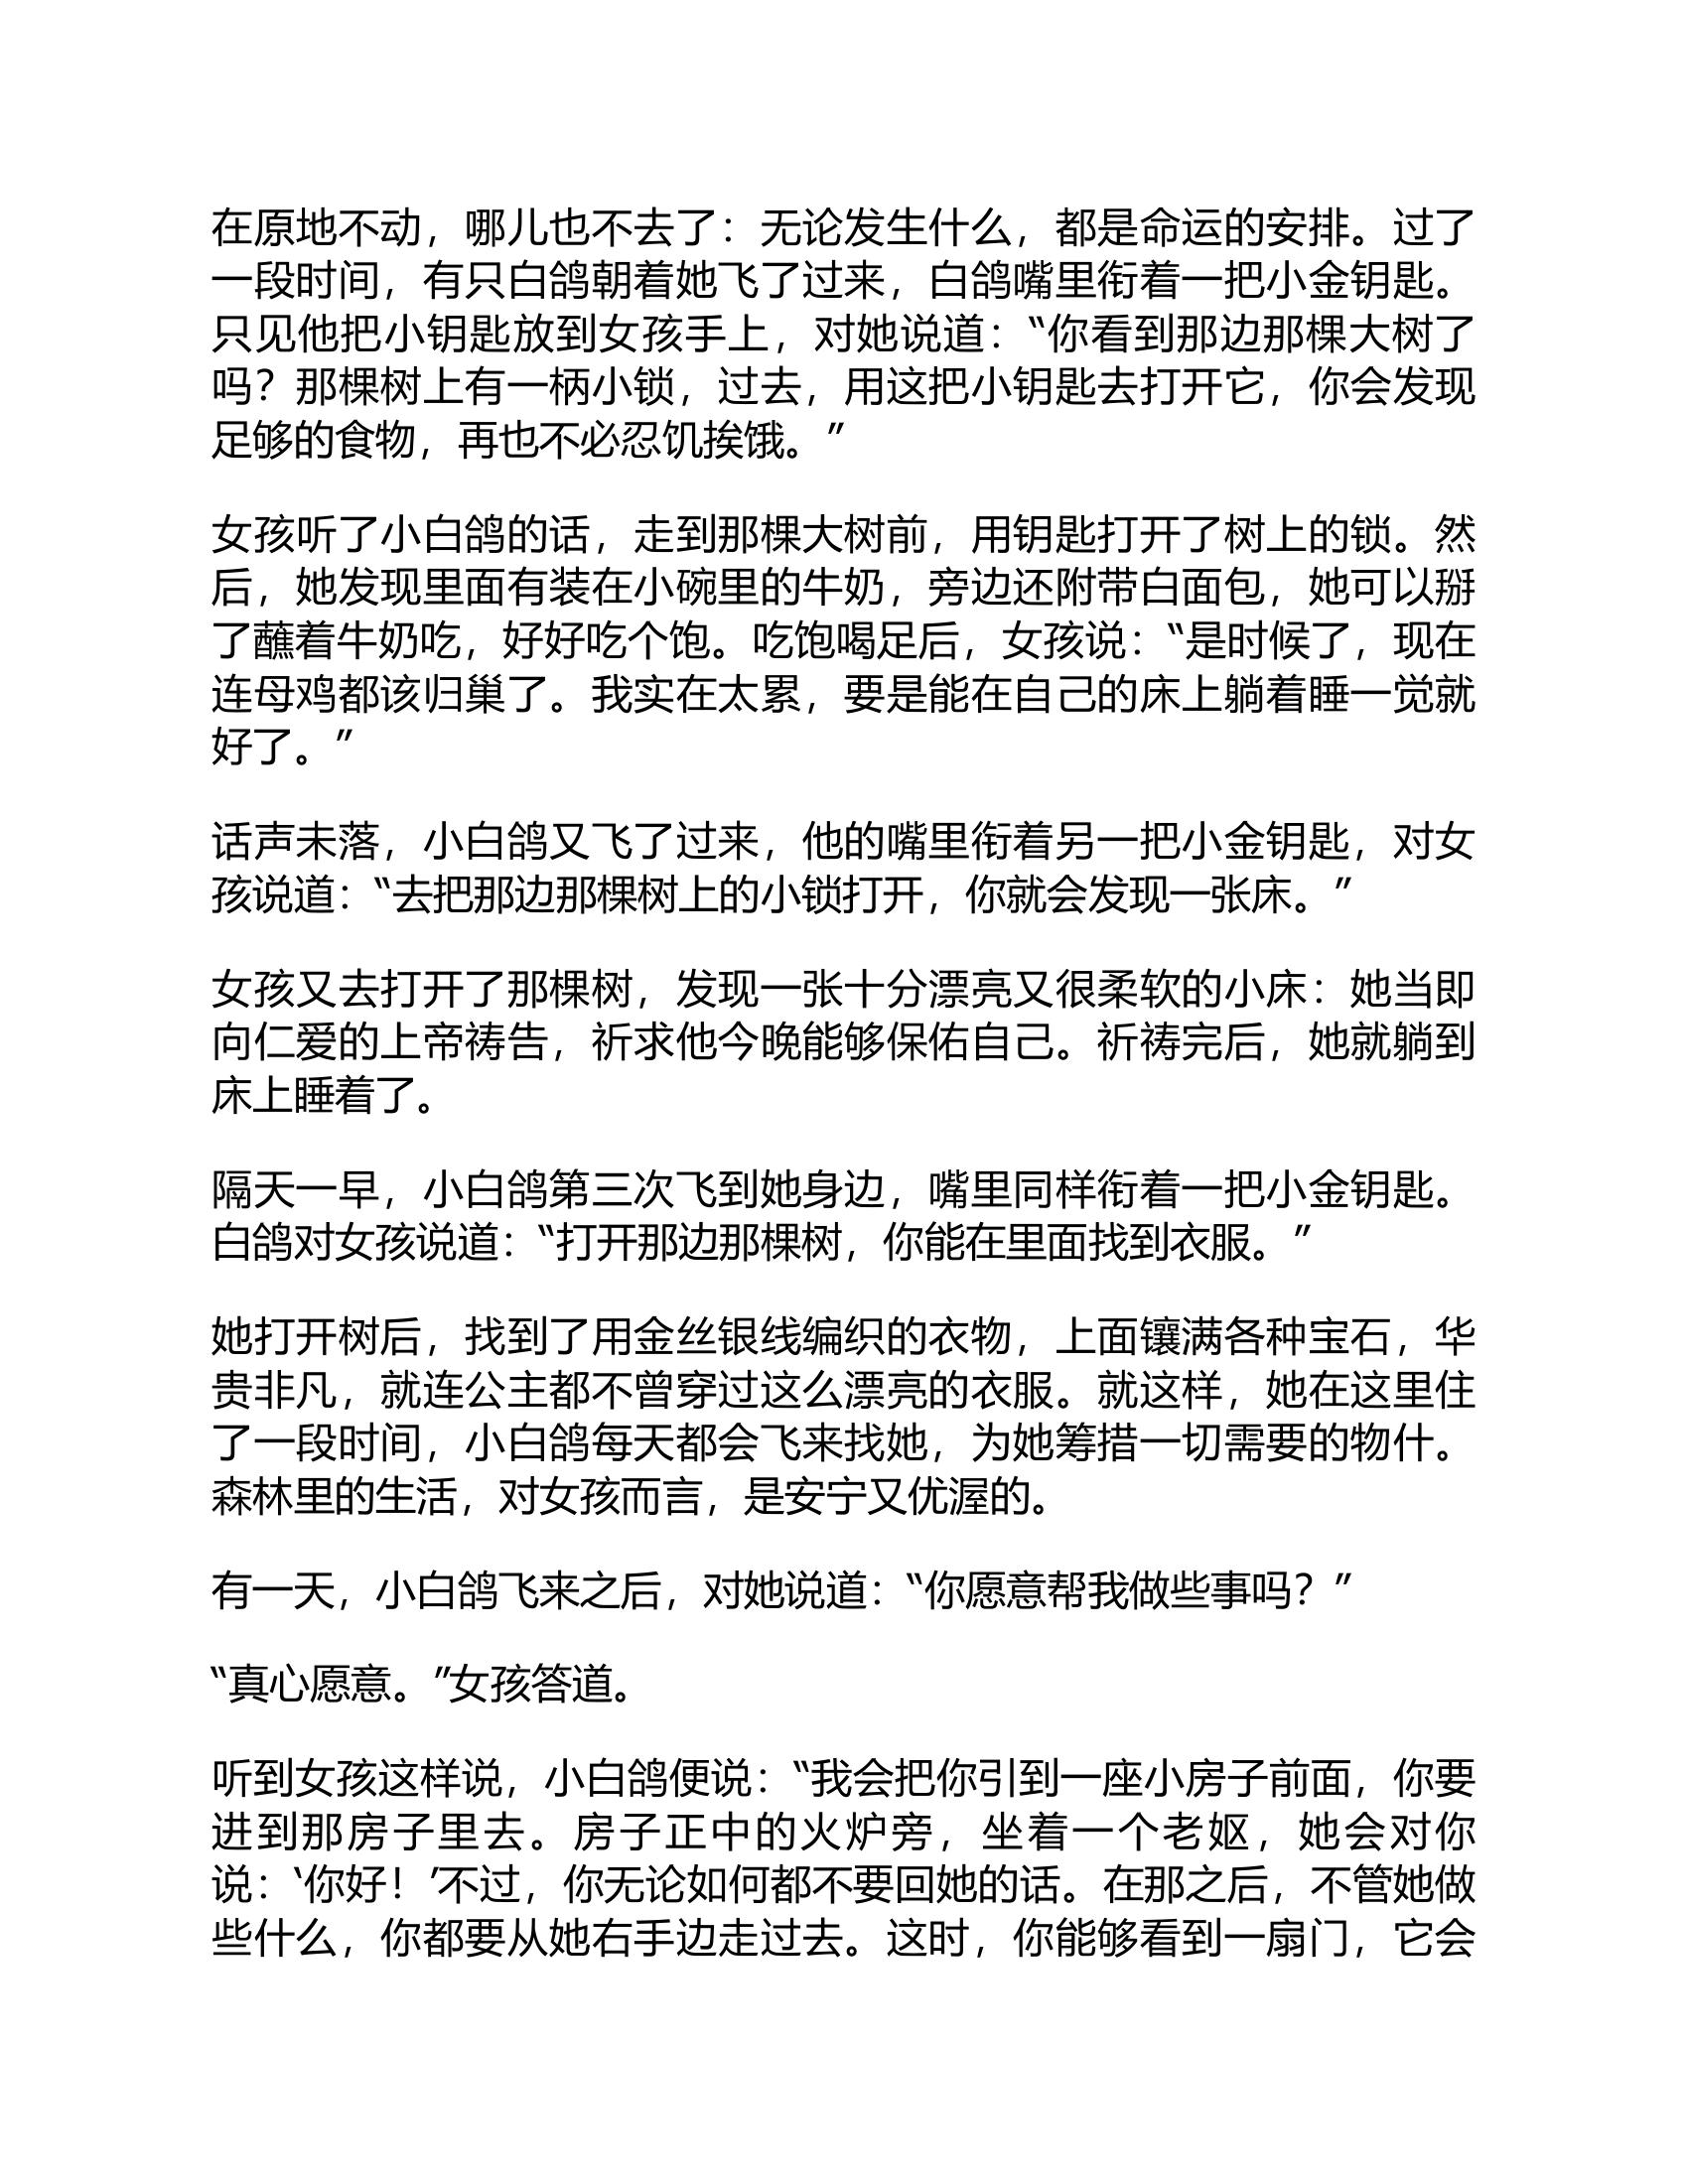 在原地不动，哪儿也不去了：无论发生什么，都是命运的安排。过了
一段时间，有只白鸽朝着她飞了过来，白鸽嘴里衔着一把小金钥匙。
只见他把小钥匙放到女孩手上，对她说道：“你看到那边那棵大树了
吗？那棵树上有一柄小锁，过去，用这把小钥匙去打开它，你会发现
足够的食物，再也不必忍饥挨饿。”
女孩听了小白鸽的话，走到那棵大树前，用钥匙打开了树上的锁。然
后，她发现里面有装在小碗里的牛奶，旁边还附带白面包，她可以掰
了蘸着牛奶吃，好好吃个饱。吃饱喝足后，女孩说：“是时候了，现在
连母鸡都该归巢了。我实在太累，要是能在自己的床上躺着睡一觉就
好了。”
话声未落，小白鸽又飞了过来，他的嘴里衔着另一把小金钥匙，对女
孩说道：“去把那边那棵树上的小锁打开，你就会发现一张床。”
女孩又去打开了那棵树，发现一张十分漂亮又很柔软的小床：她当即
向仁爱的上帝祷告，祈求他今晚能够保佑自己。祈祷完后，她就躺到
床上睡着了。
隔天一早，小白鸽第三次飞到她身边，嘴里同样衔着一把小金钥匙。
白鸽对女孩说道：“打开那边那棵树，你能在里面找到衣服。”
她打开树后，找到了用金丝银线编织的衣物，上面镶满各种宝石，华
贵非凡，就连公主都不曾穿过这么漂亮的衣服。就这样，她在这里住
了一段时间，小白鸽每天都会飞来找她，为她筹措一切需要的物什。
森林里的生活，对女孩而言，是安宁又优渥的。
有一天，小白鸽飞来之后，对她说道：“你愿意帮我做些事吗？”
“真心愿意。”女孩答道。
听到女孩这样说，小白鸽便说：“我会把你引到一座小房子前面，你要
进到那房子里去。房子正中的火炉旁，坐着一个老妪，她会对你
说：‘你好！’不过，你无论如何都不要回她的话。在那之后，不管她做
些什么，你都要从她右手边走过去。这时，你能够看到一扇门，它会